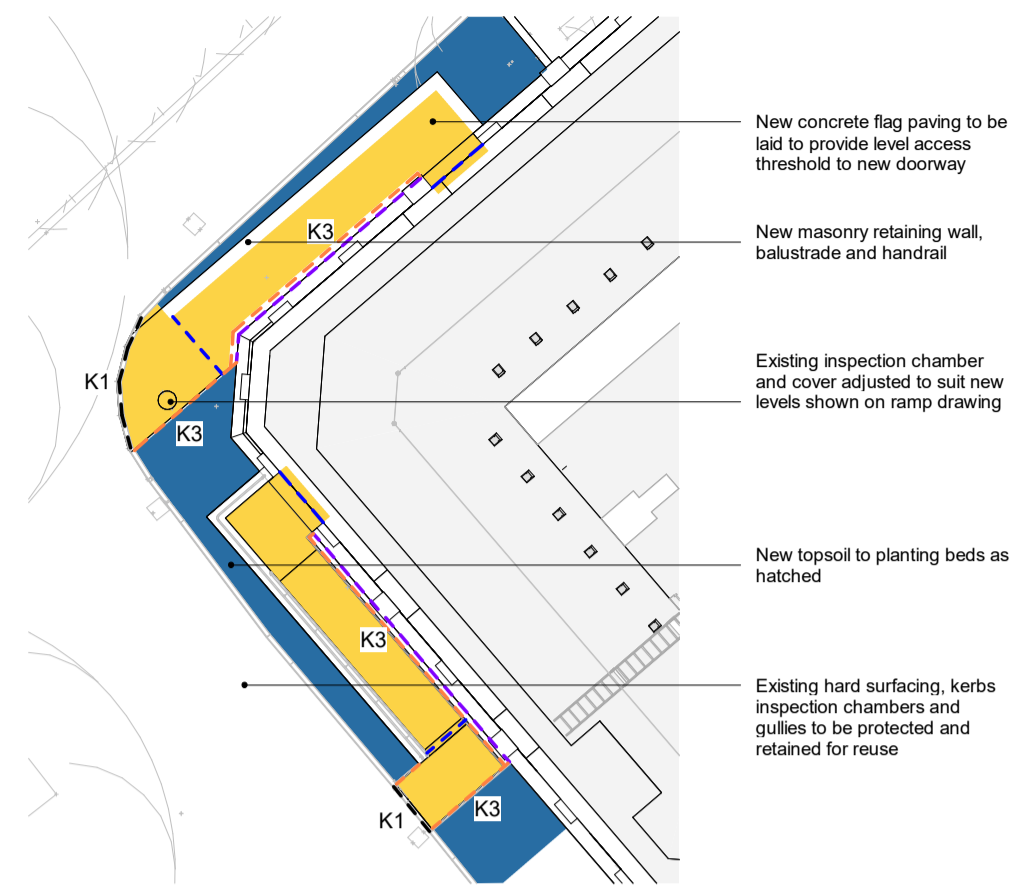 New concrete flag paving to be
laid to provide level access
threshold to new doorway
K3
New masonry retaining wall,
balustrade and handrail
K1
Existing inspection chamber
and cover adjusted to suit new
levels shown on ramp drawing
K3
New topsoil to planting beds as
hatched
K3
Existing hard surfacing, kerbs
inspection chambers and
gullies to be protected and
retained for reuse
K3
K1